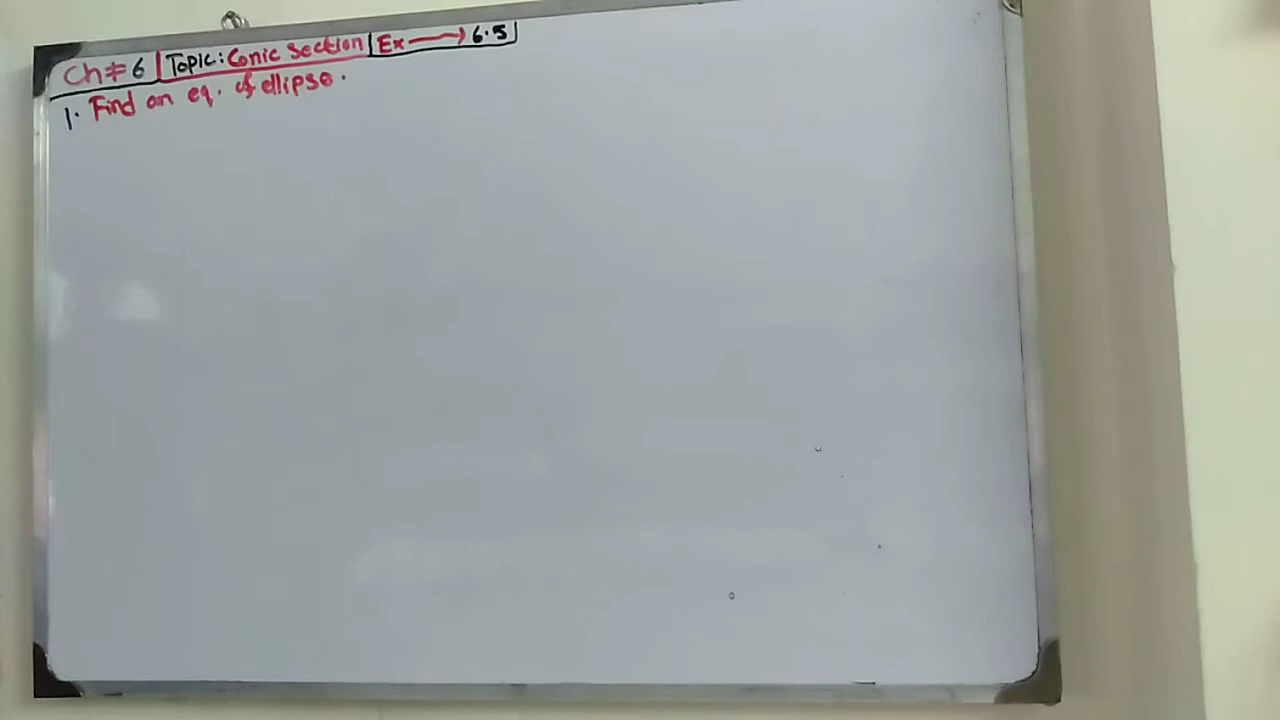 Ch # 6 | Topic: Conic Section | Ex → 6.5
1. Find an eq. of ellipse.